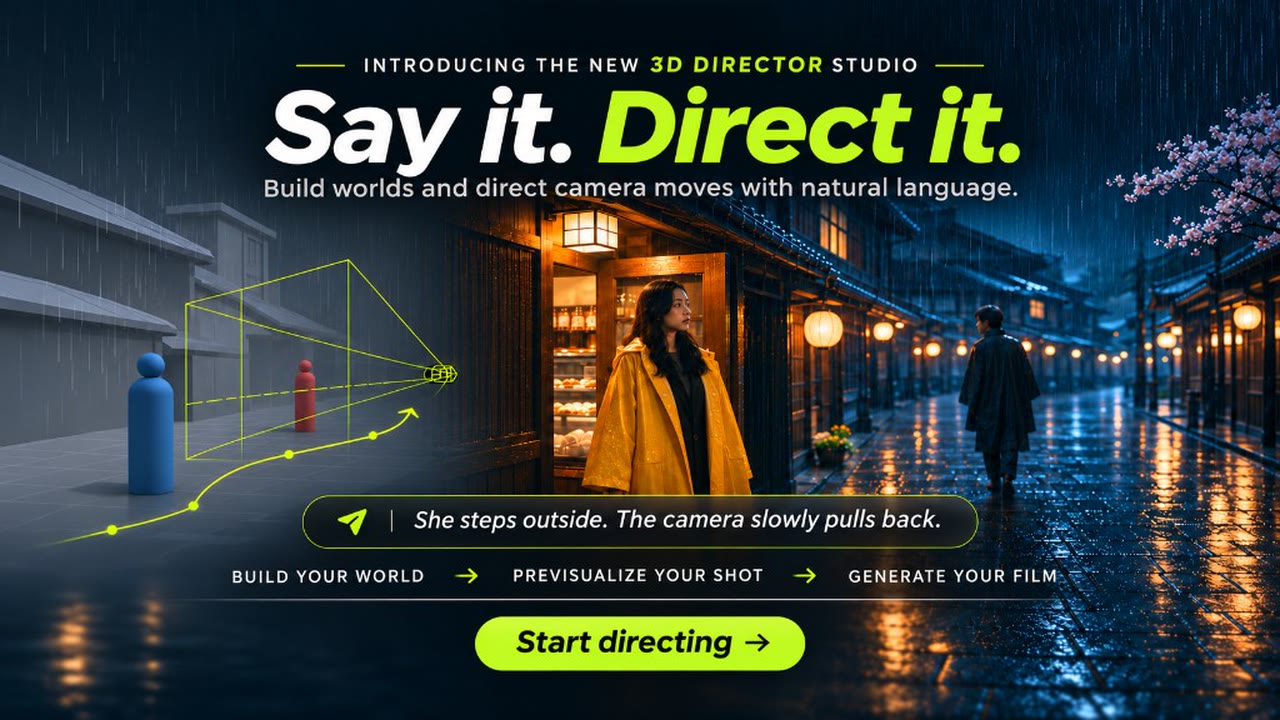 INTRODUCING THE NEW 3D DIRECTOR STUDIO
Say it. Direct it.
Build worlds and direct camera moves with natural language.
She steps outside. The camera slowly pulls back.
BUILD YOUR WORLD → PREVISUALIZE YOUR SHOT → GENERATE YOUR FILM
Start directing →